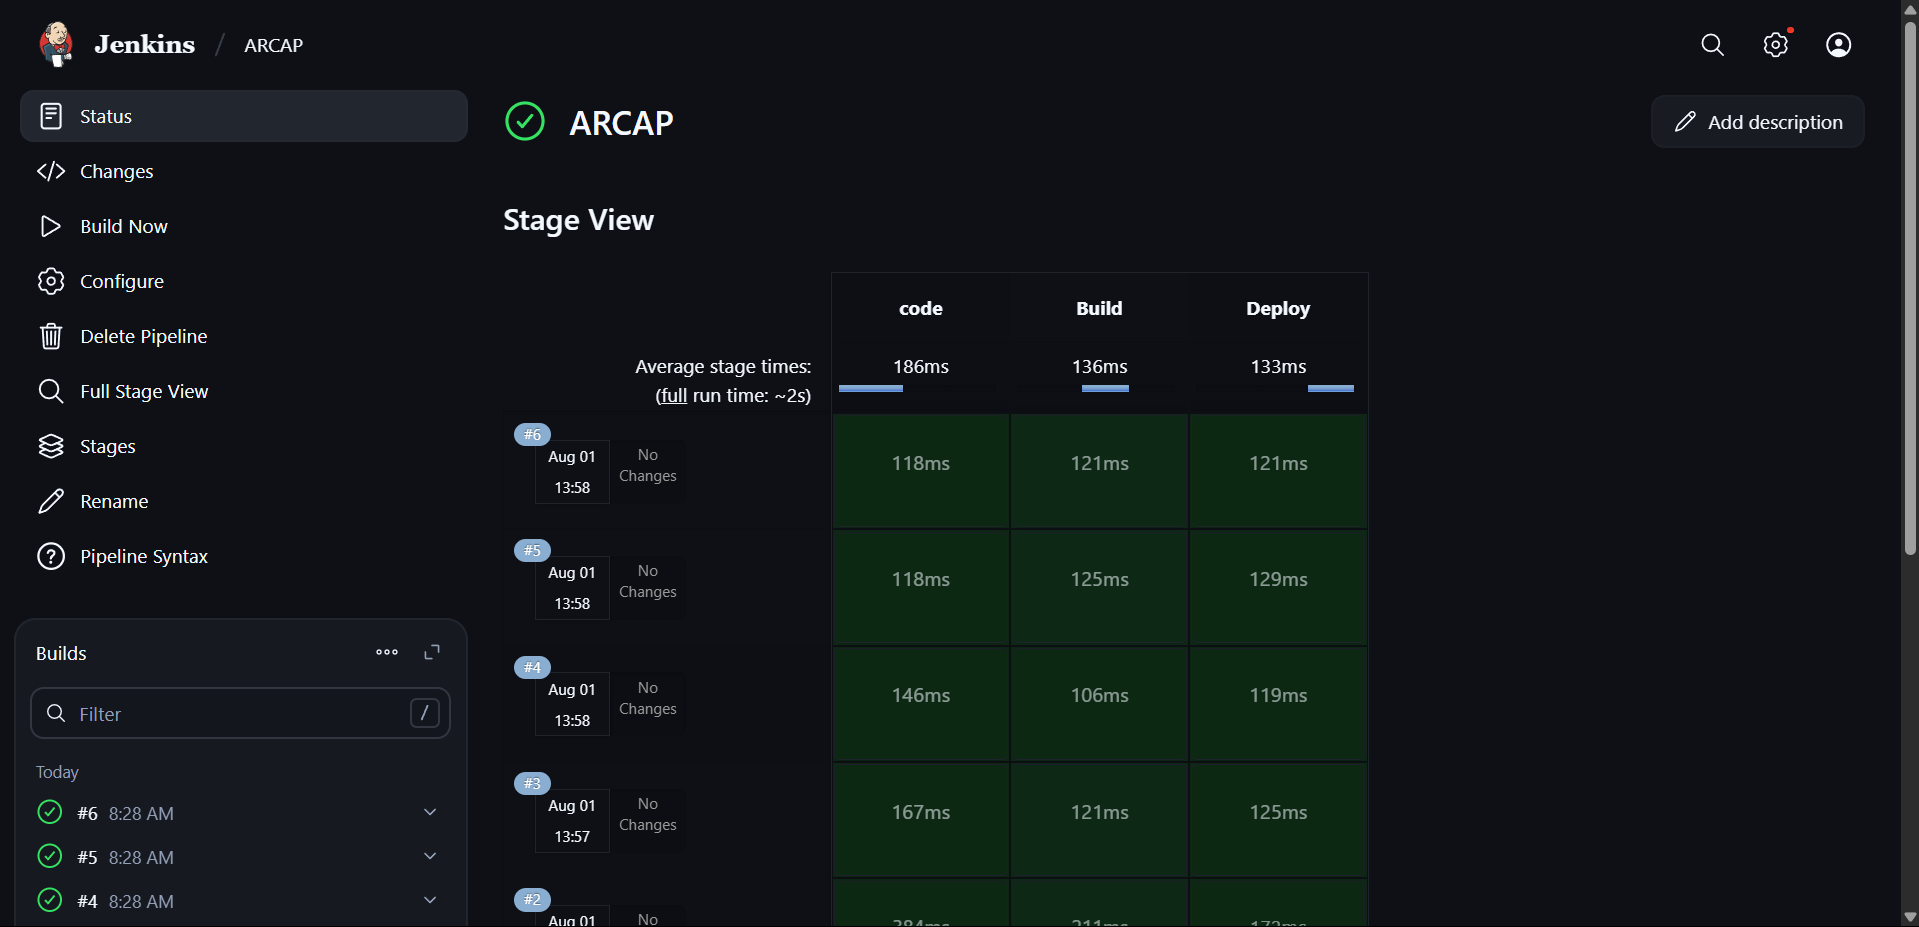 Jenkins / ARCAP
Status
Changes
Build Now
Configure
Delete Pipeline
Full Stage View
Stages
Rename
Pipeline Syntax
Builds
Filter /
Today
#6 8:28 AM
#5 8:28 AM
#4 8:28 AM
ARCAP
Add description
Stage View
code Build Deploy
Average stage times: 186ms 136ms 133ms
(full run time: ~2s)
#6
Aug 01 No
13:58 Changes
118ms 121ms 121ms
#5
Aug 01 No
13:58 Changes
118ms 125ms 129ms
#4
Aug 01 No
13:58 Changes
146ms 106ms 119ms
#3
Aug 01 No
13:57 Changes
167ms 121ms 125ms
#2
Aug 01 No